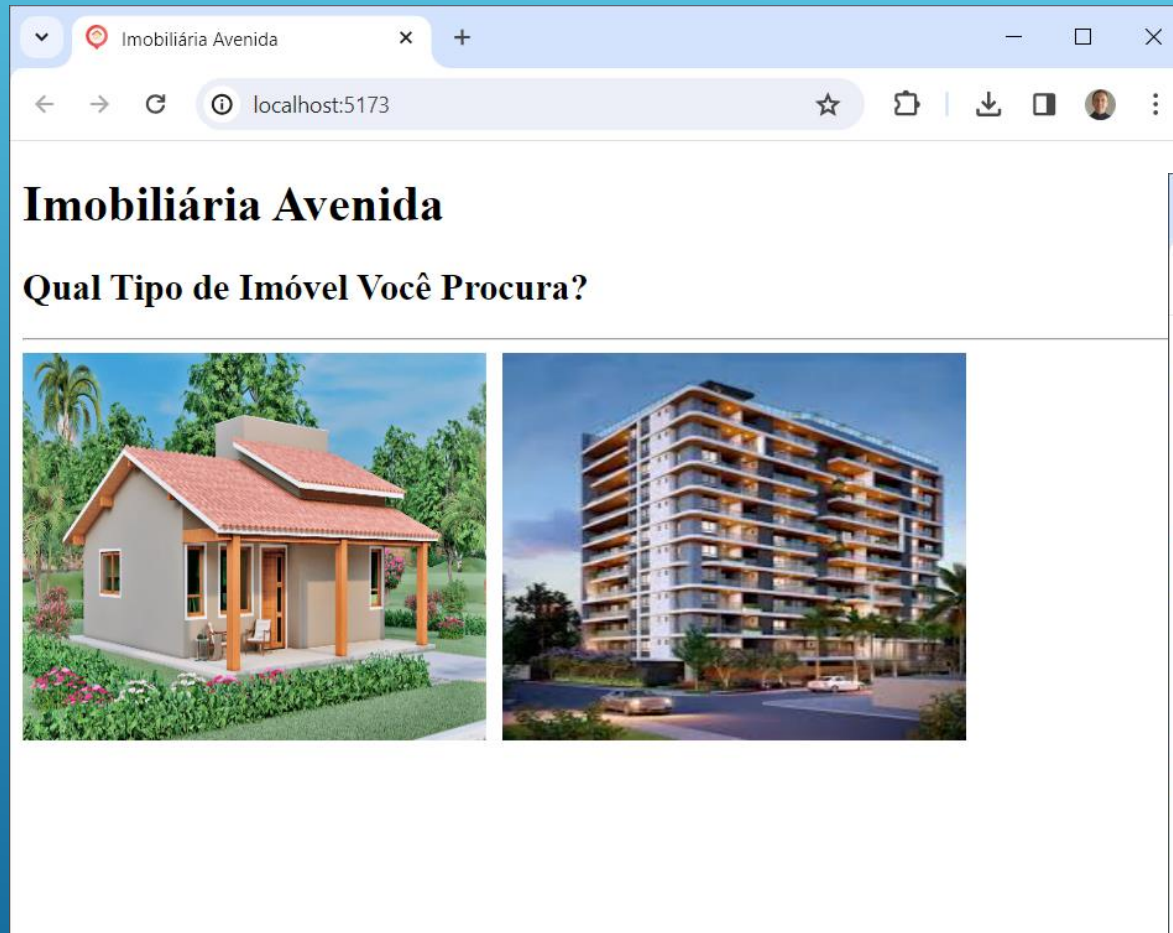 Imobiliária Avenida
localhost:5173
Imobiliária Avenida
Qual Tipo de Imóvel Você Procura?